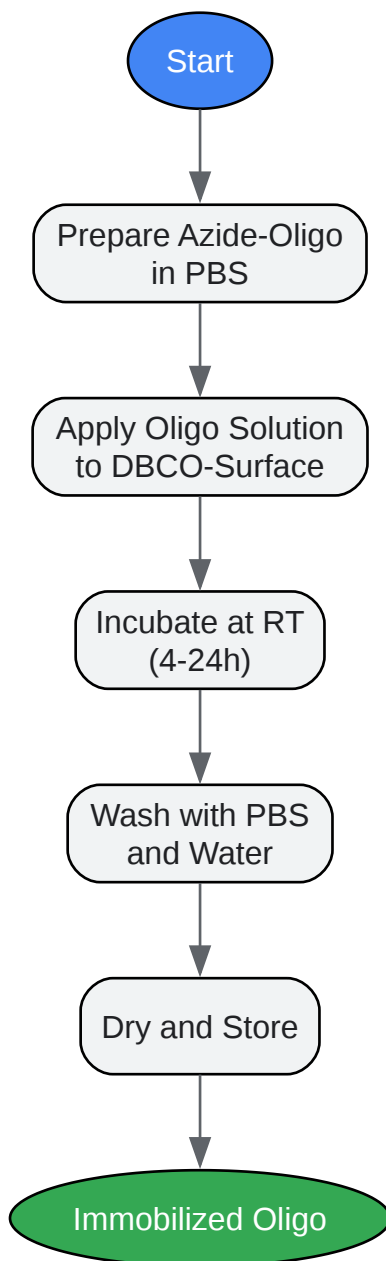 Start
Prepare Azide-Oligo
in PBS
Apply Oligo Solution
to DBCO-Surface
Incubate at RT
(4-24h)
Wash with PBS
and Water
Dry and Store
Immobilized Oligo